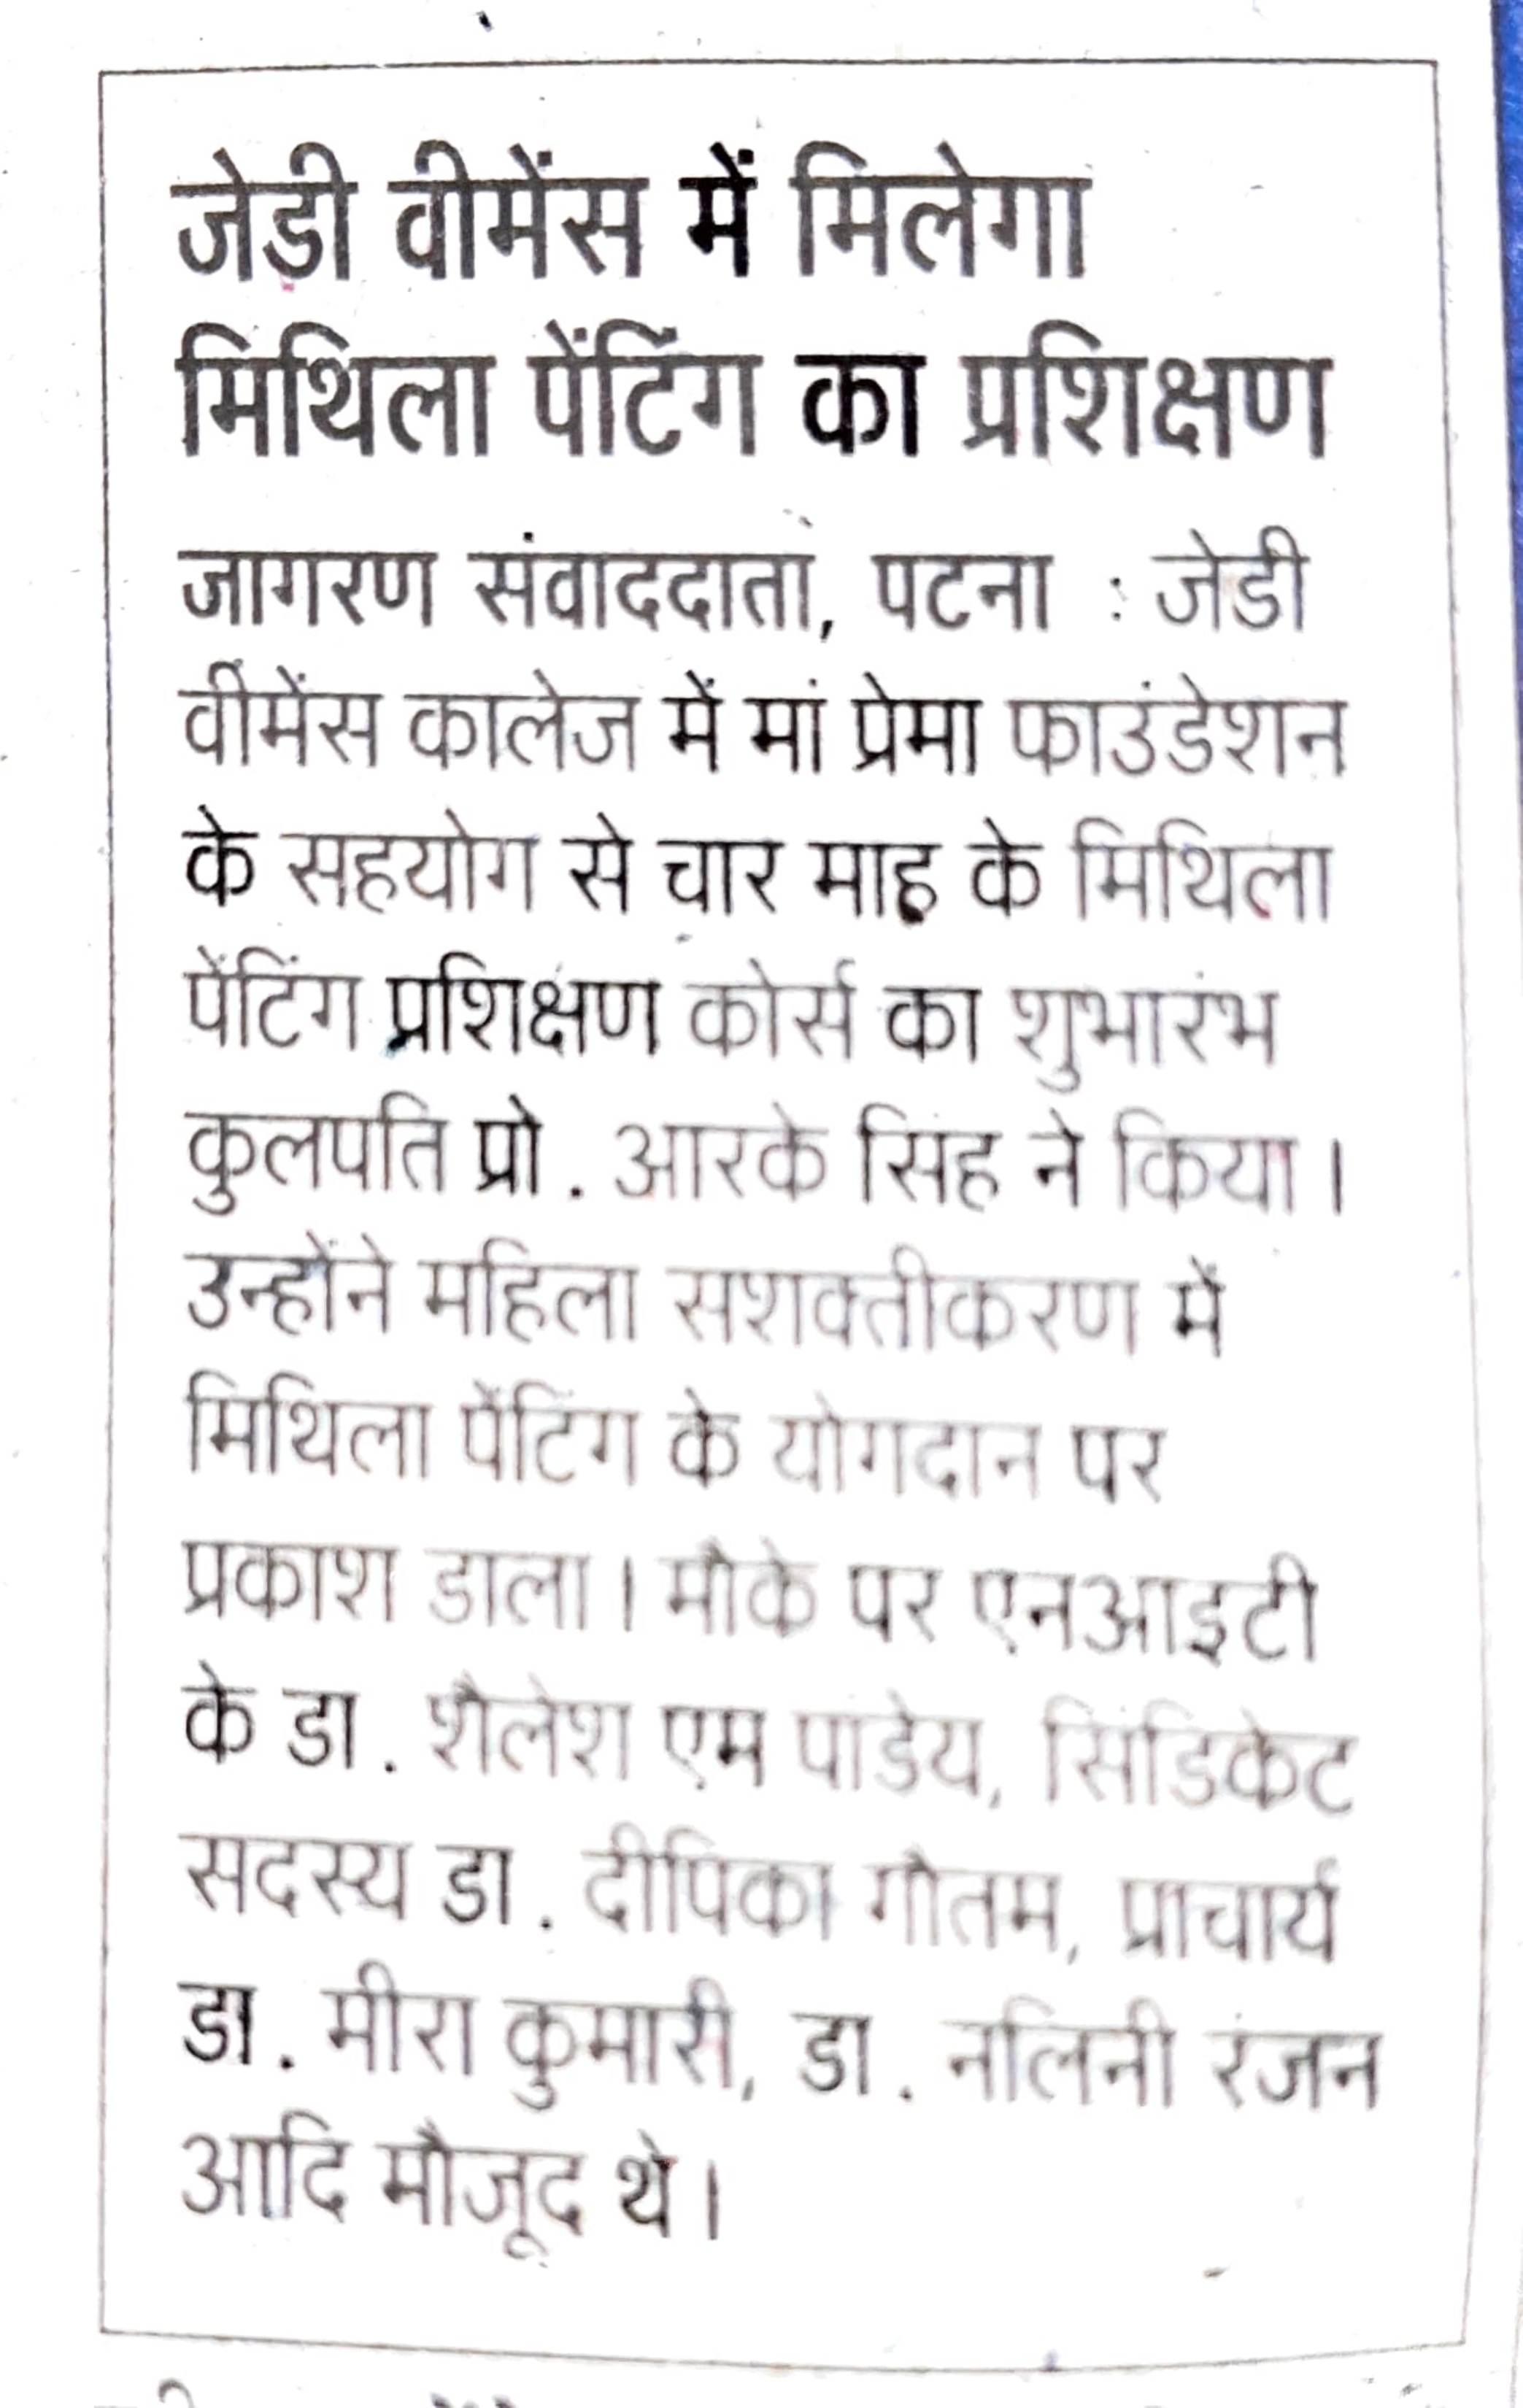 जेडी वीमेंस में मिलेगा
मिथिला पेंटिंग का प्रशिक्षण
जागरण संवाददाता, पटना : जेडी
वीमेंस कालेज में मां प्रेमा फाउंडेशन
के सहयोग से चार माह के मिथिला
पेंटिंग प्रशिक्षण कोर्स का शुभारंभ
कुलपति प्रो. आरके सिंह ने किया।
उन्होंने महिला सशक्तीकरण में
मिथिला पेंटिंग के योगदान पर
प्रकाश डाला। मौके पर एनआइटी
के डा. शैलेश एम पांडेय, सिंडिकेट
सदस्य डा. दीपिका गौतम, प्राचार्य
डा. मीरा कुमारी, डा. नलिनी रंजन
आदि मौजूद थे।